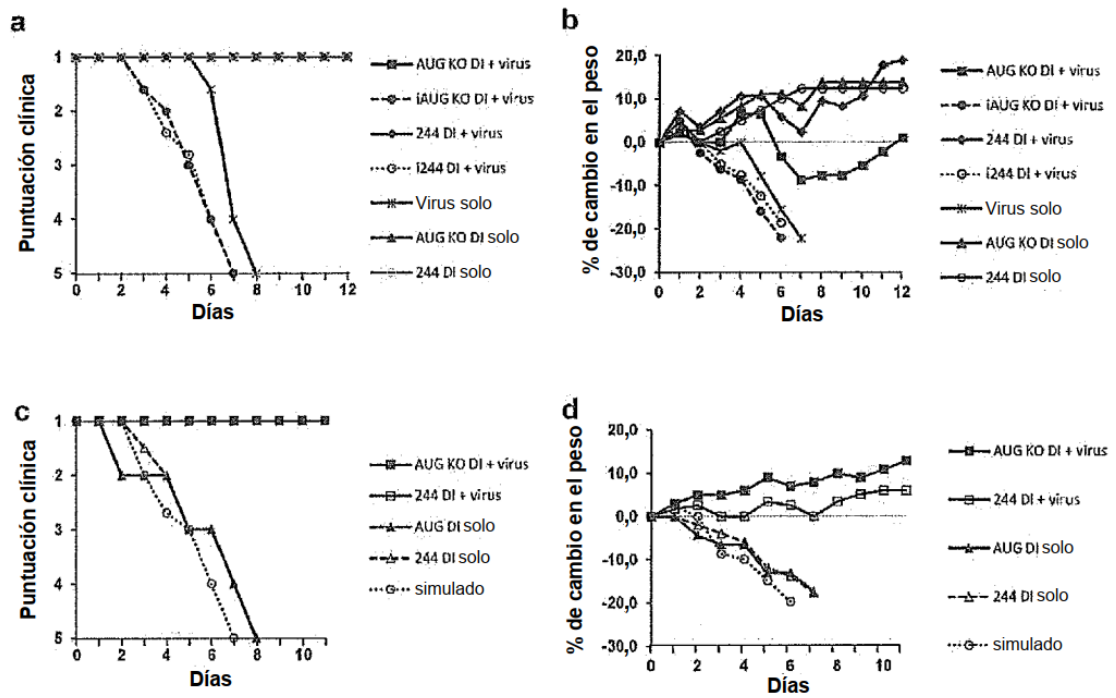 a
Puntuación clínica
1
2
3
4
5
0 2 4 6 8 10 12
Días
AUG KO DI + virus
iAUG KO DI + virus
244 DI + virus
i244 DI + virus
Virus solo
AUG KO DI solo
244 DI solo
b
% de cambio en el peso
20,0
10,0
0,0
-10,0
-20,0
-30,0
0 2 4 6 8 10 12
Días
AUG KO DI + virus
iAUG KO DI + virus
244 DI + virus
i244 DI + virus
Virus solo
AUG KO DI solo
244 DI solo
c
Puntuación clínica
1
2
3
4
5
0 2 4 6 8 10
Días
AUG KO DI + virus
244 DI + virus
AUG DI solo
244 DI solo
simulado
d
% de cambio en el peso
20,0
10,0
0,0
-10,0
-20,0
-30,0
0 2 4 6 8 10
Días
AUG KO DI + virus
244 DI + virus
AUG DI solo
244 DI solo
simulado